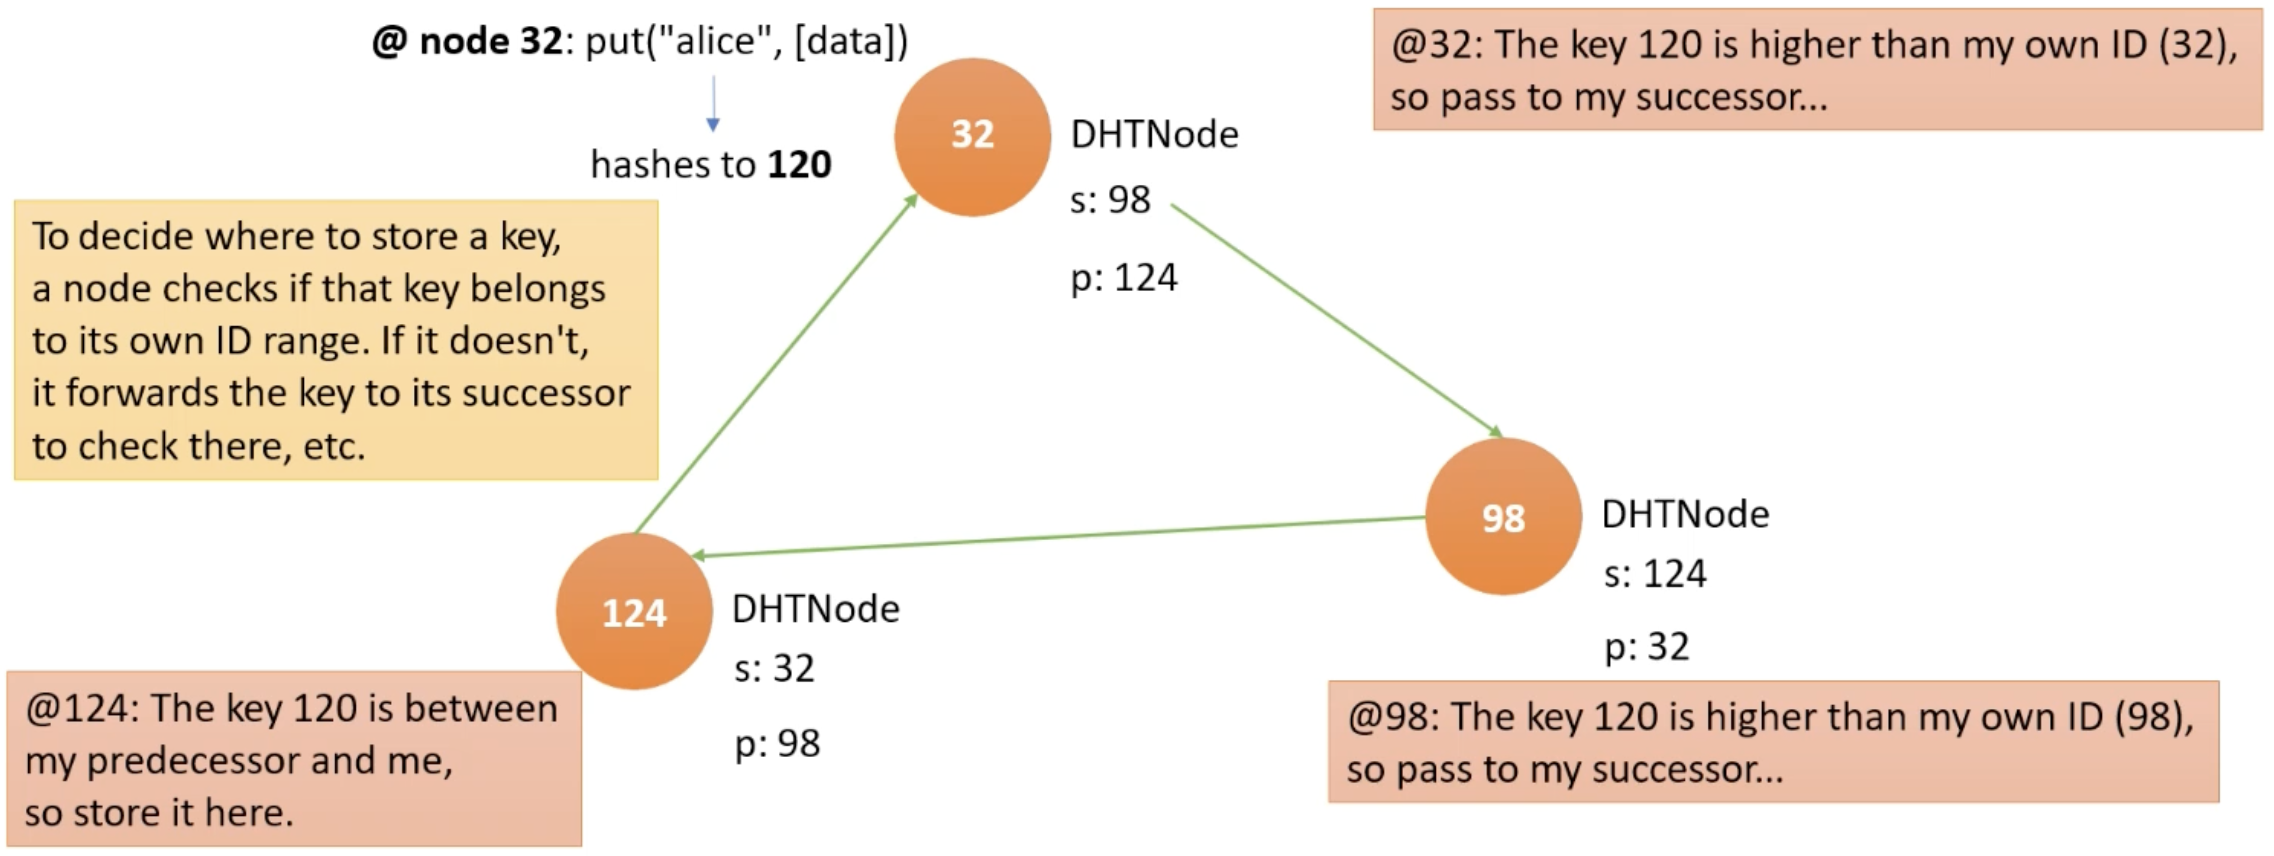 @ node 32: put("alice", [data])
hashes to 120
@32: The key 120 is higher than my own ID (32),
so pass to my successor...
32
DHTNode
s: 98
p: 124
To decide where to store a key,
a node checks if that key belongs
to its own ID range. If it doesn't,
it forwards the key to its successor
to check there, etc.
98
DHTNode
s: 124
p: 32
@98: The key 120 is higher than my own ID (98),
so pass to my successor...
124
DHTNode
s: 32
p: 98
@124: The key 120 is between
my predecessor and me,
so store it here.